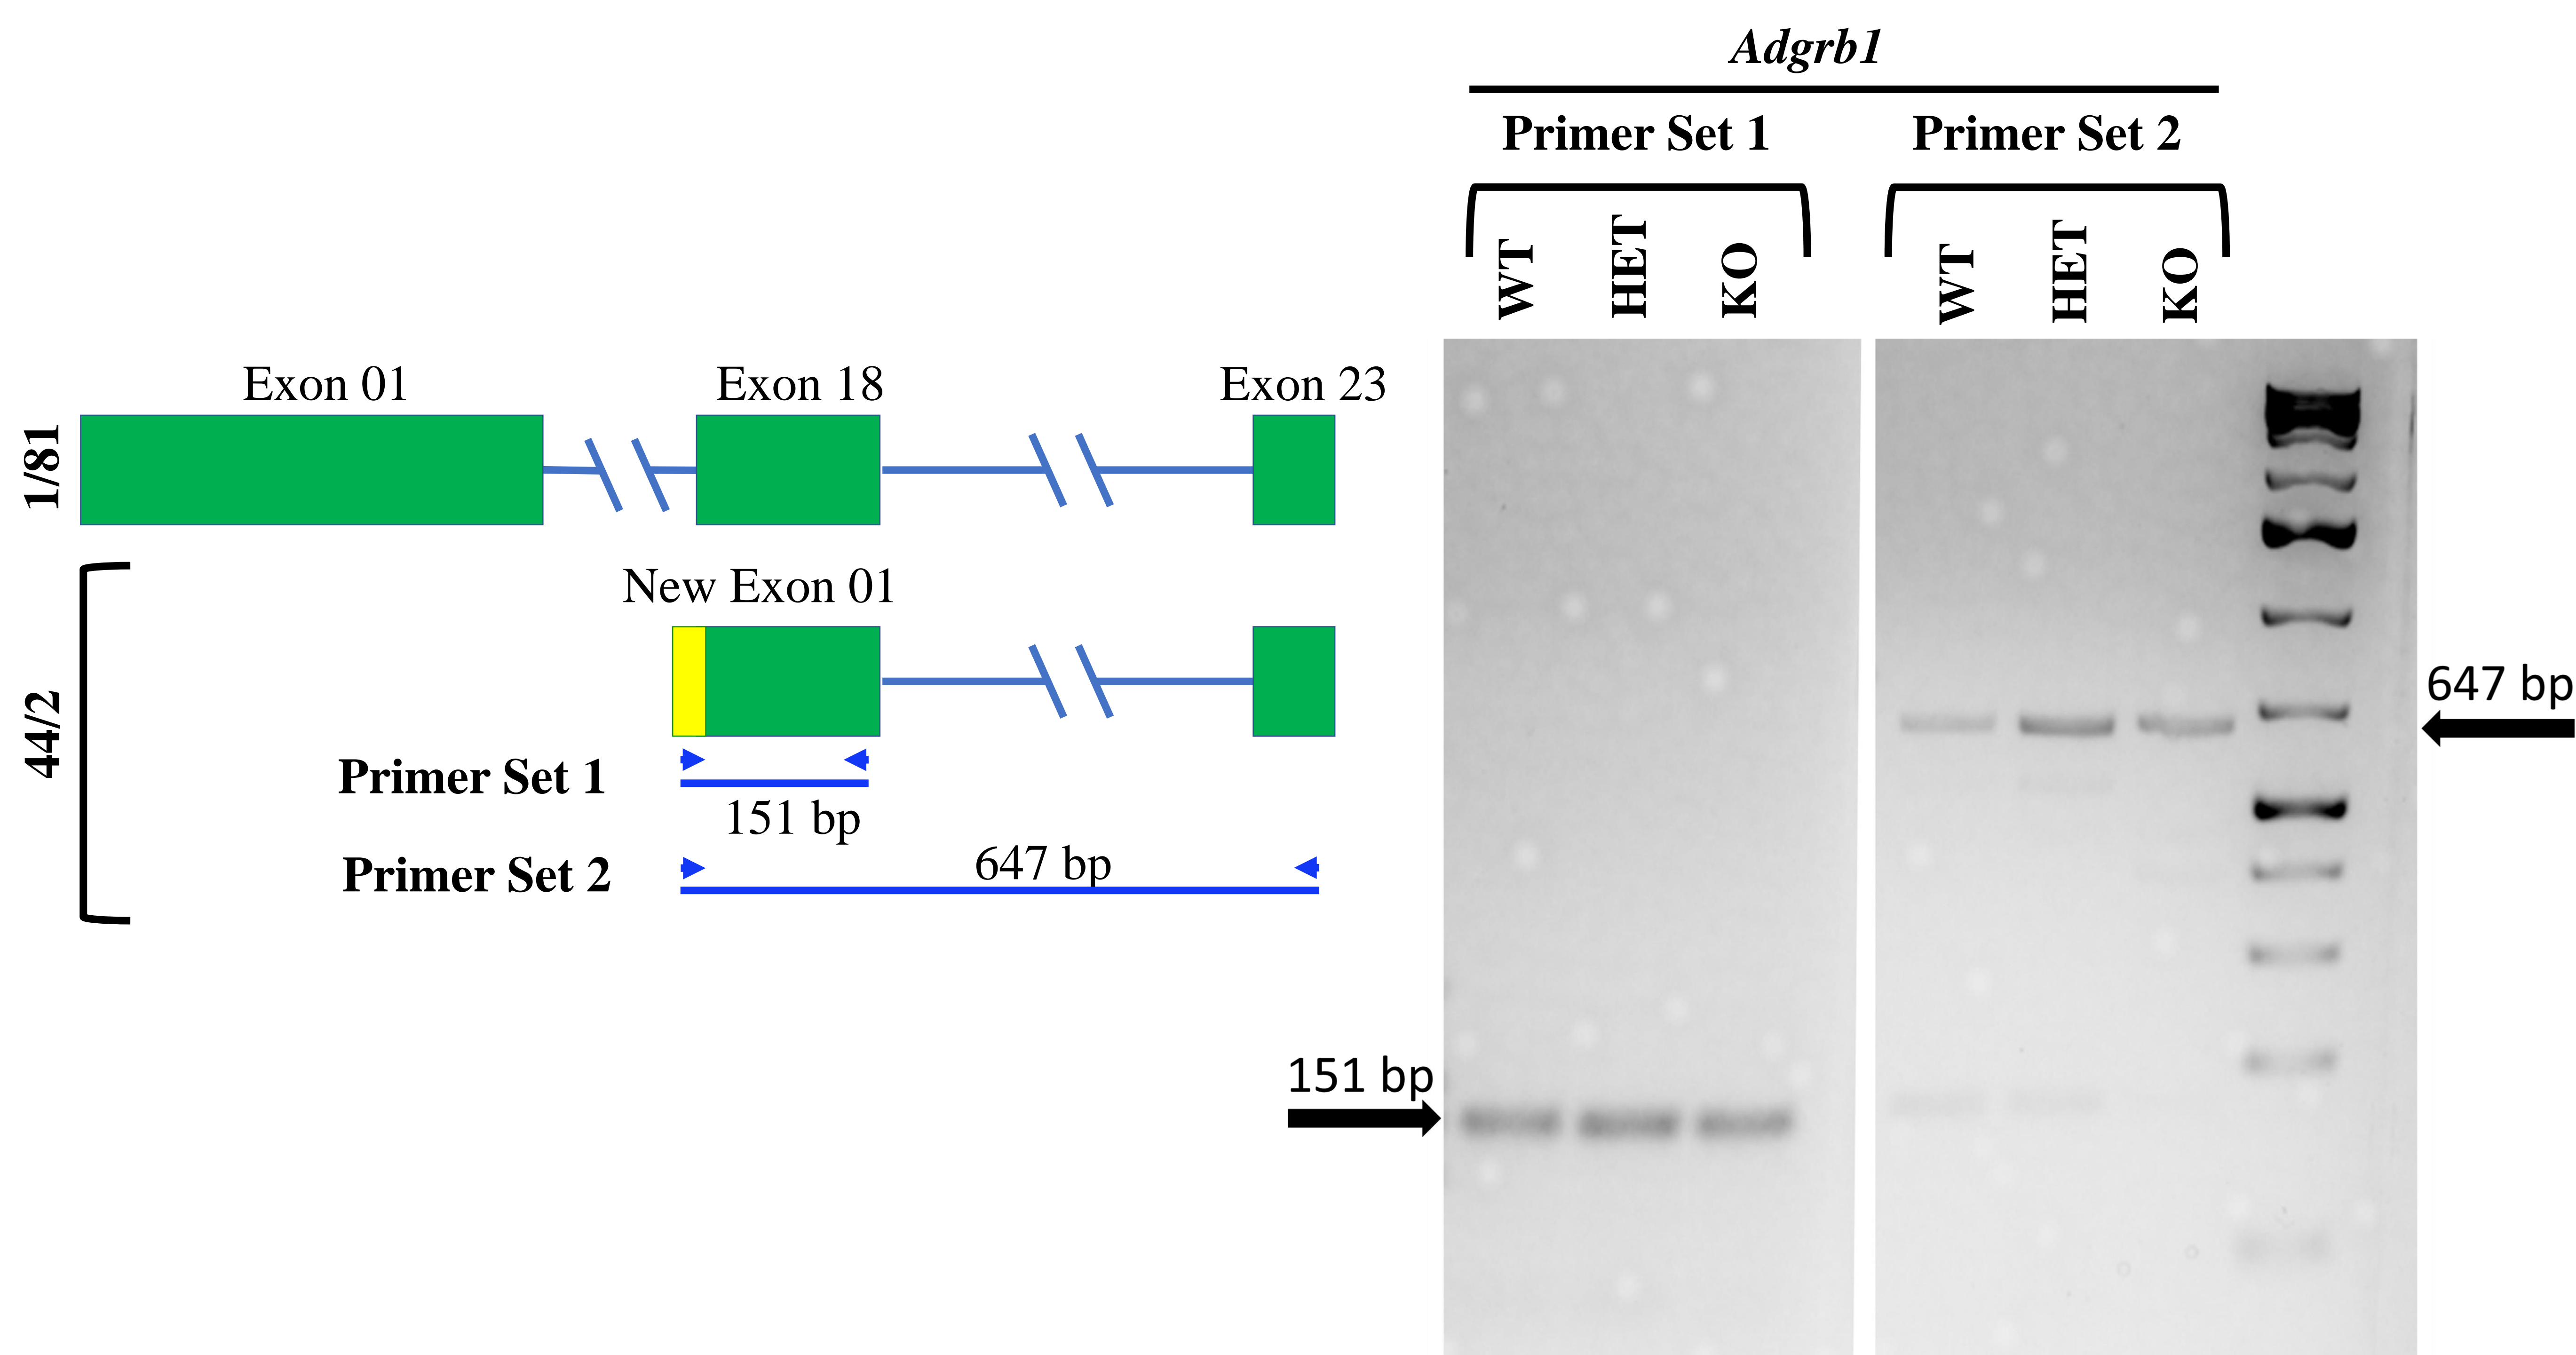 Adgrb1
Primer Set 1
Primer Set 2
WT
HET
KO
WT
HET
KO
Exon 01
Exon 18
Exon 23
1/81
New Exon 01
44/2
Primer Set 1
151 bp
Primer Set 2
647 bp
151 bp
647 bp